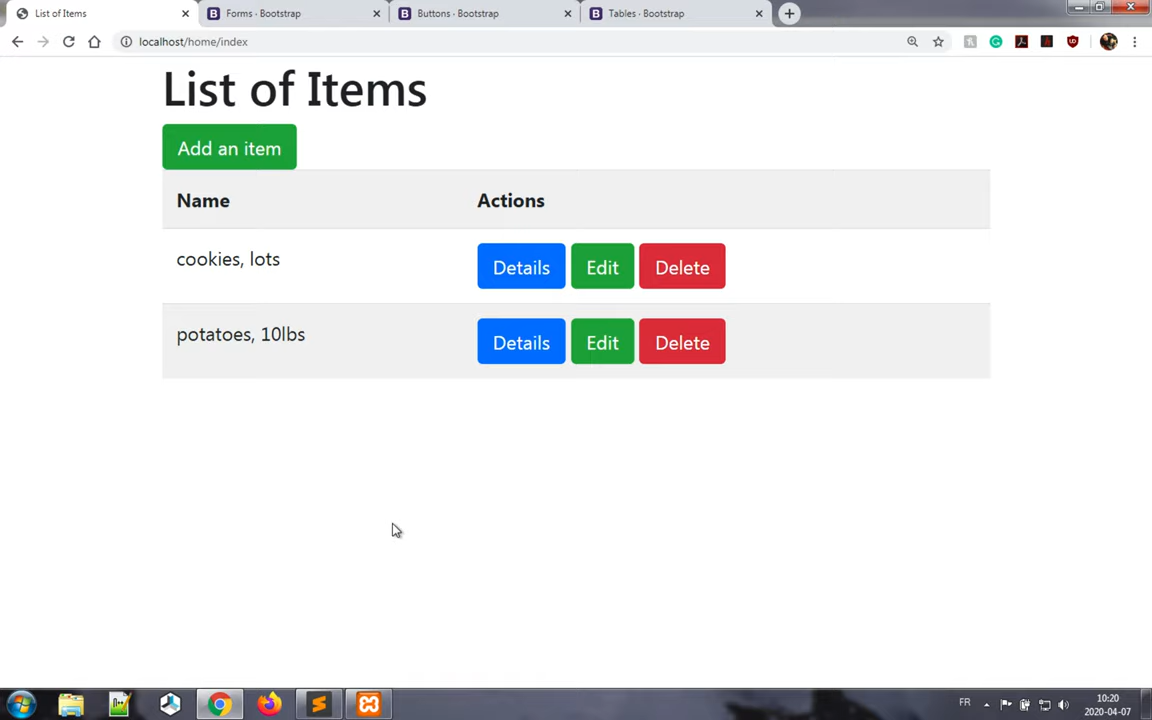 List of Items
Forms · Bootstrap
Buttons · Bootstrap
Tables · Bootstrap
localhost/home/index
List of Items
Add an item
Name Actions
cookies, lots Details Edit Delete
potatoes, 10lbs Details Edit Delete
FR
10:20
2020-04-07